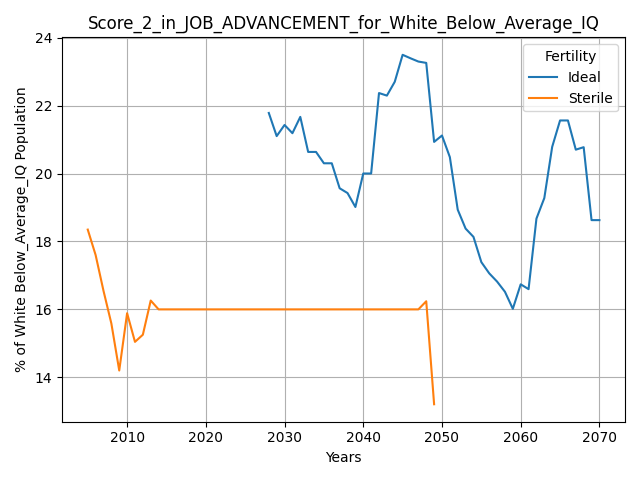 Score_2_in_JOB_ADVANCEMENT_for_White_Below_Average_IQ
% of White Below_Average_IQ Population
24
22
20
18
16
14
Fertility
Ideal
Sterile
2010 2020 2030 2040 2050 2060 2070
Years